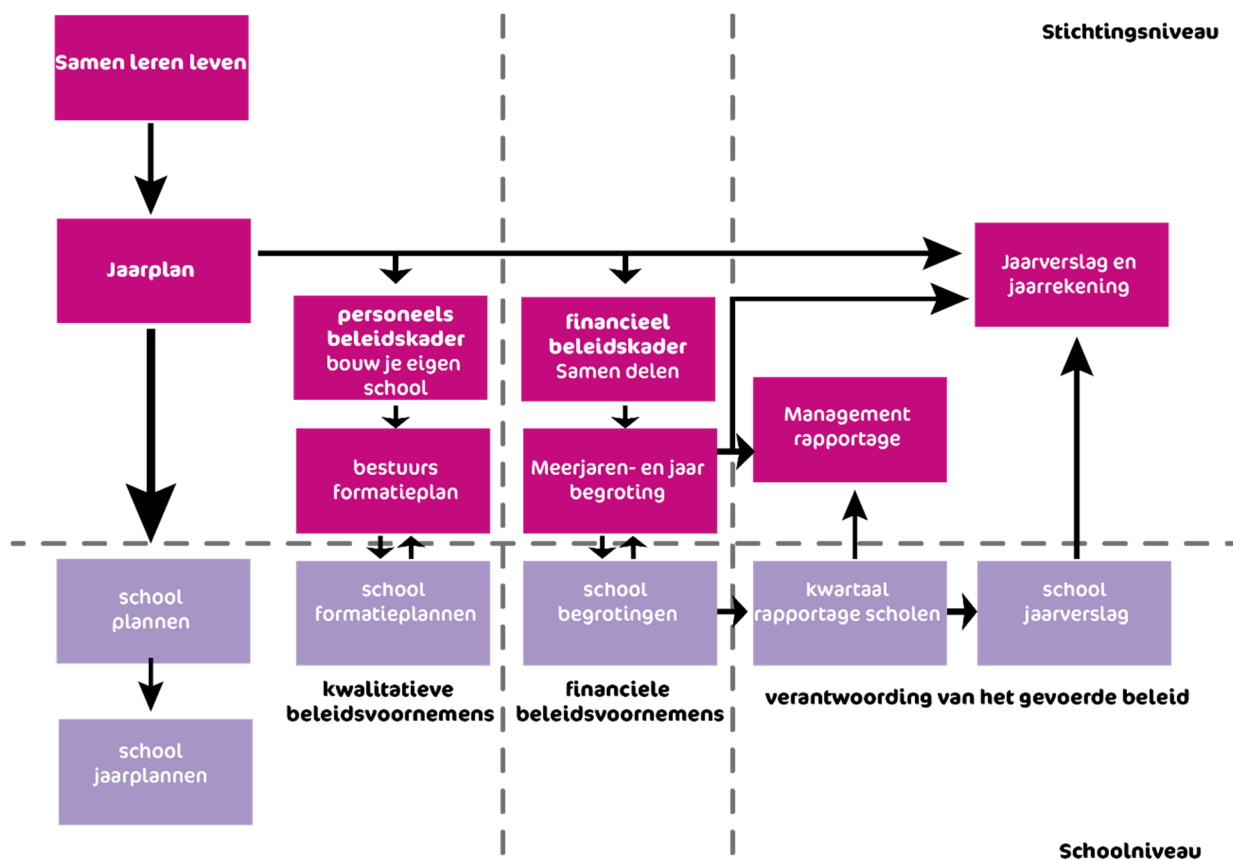 Stichtingsniveau
Samen leren leven
Jaarplan
Jaarverslag en
jaarrekening
personeels
beleidskader
bouw je eigen
school
financieel
beleidskader
Samen delen
Management
rapportage
bestuurs
formatieplan
Meerjaren- en jaar
begroting
school
plannen
school
formatieplannen
school
begrotingen
kwartaal
rapportage scholen
school
jaarverslag
kwalitatieve
beleidsvoornemens
financiele
beleidsvoornemens
verantwoording van het gevoerde beleid
school
jaarplannen
Schoolniveau